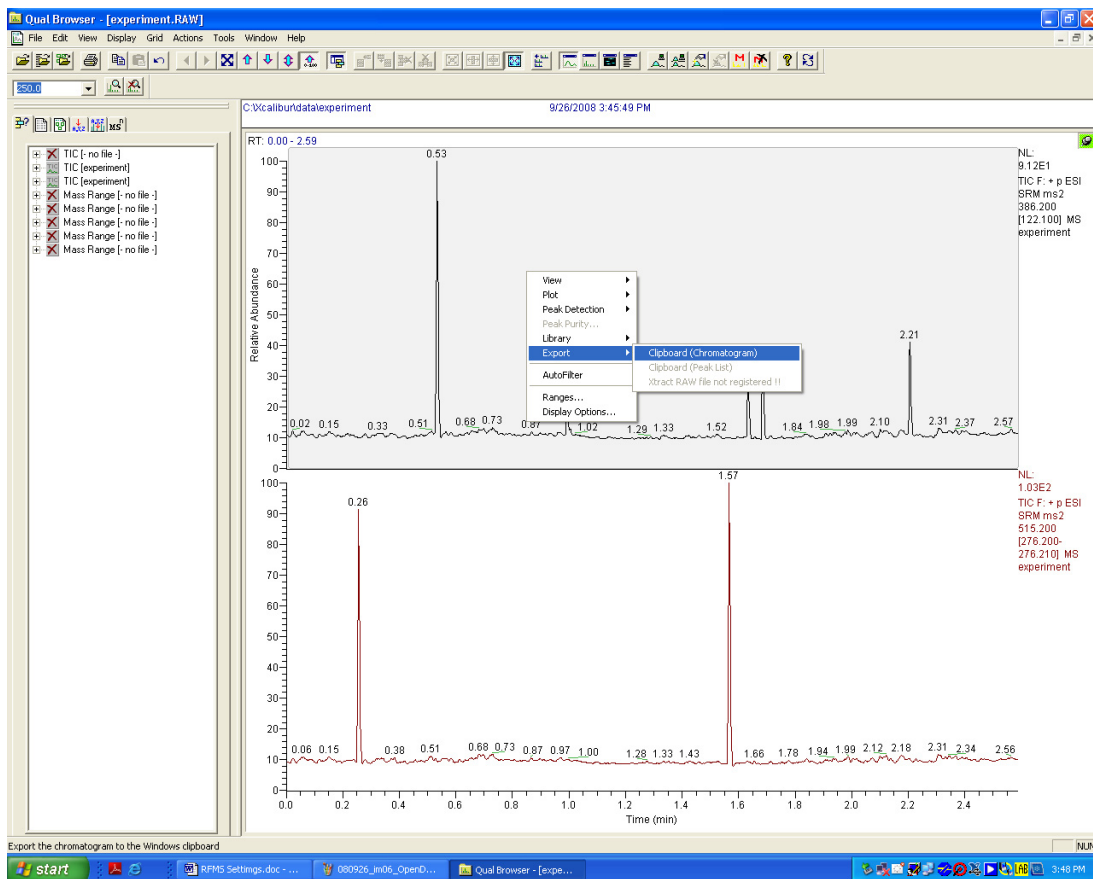 Qual Browser - [experiment.RAW]
File Edit View Display Grid Actions Tools Window Help
250.0
C:\Xcalibur\data\experiment 9/26/2008 3:45:49 PM
TIC [- no file -]
TIC [experiment]
TIC [experiment]
Mass Range [- no file -]
Mass Range [- no file -]
Mass Range [- no file -]
Mass Range [- no file -]
Mass Range [- no file -]
RT: 0.00 - 2.59
NL:
9.12E1
TIC F: + p ESI
SRM ms2
386.200
[122.100] MS
experiment
100
90
80
70
60
50
40
30
20
10
0
Relative Abundance
0.53
2.21
0.02 0.15 0.33 0.51 0.68 0.73 0.87 1.02 1.29 1.33 1.52 1.84 1.98 1.99 2.10 2.31 2.37 2.57
View
Plot
Peak Detection
Peak Purity...
Library
Export
AutoFilter
Ranges...
Display Options...
Clipboard (Chromatogram)
Clipboard (Peak List)
Xtract RAW file not registered !!
NL:
1.03E2
TIC F: + p ESI
SRM ms2
515.200
[276.200-
276.210] MS
experiment
100
90
80
70
60
50
40
30
20
10
0
0.26
1.57
0.06 0.15 0.38 0.51 0.68 0.73 0.87 0.97 1.00 1.28 1.33 1.43 1.66 1.78 1.94 1.99 2.12 2.18 2.31 2.34 2.56
0.0 0.2 0.4 0.6 0.8 1.0 1.2 1.4 1.6 1.8 2.0 2.2 2.4
Time (min)
Export the chromatogram to the Windows clipboard
NUM
start
RFMS Settings.doc - ...
080926_jm06_OpenD...
Qual Browser - [expe...
LAB
3:48 PM